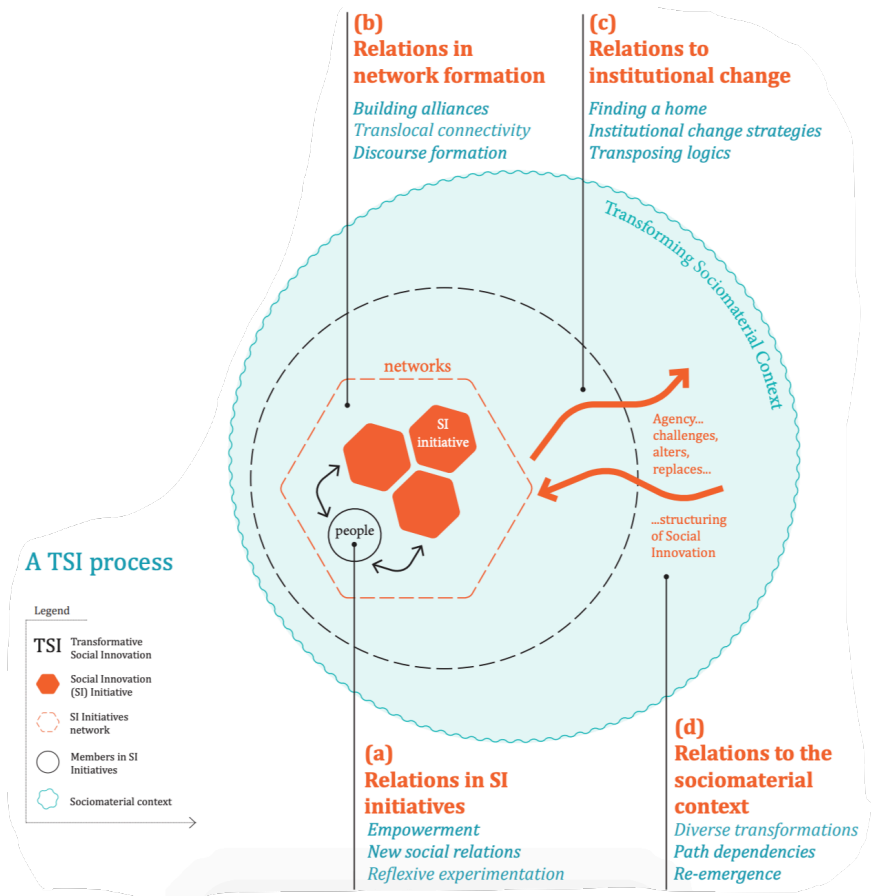 (b)
Relations in
network formation
Building alliances
Translocal connectivity
Discourse formation
(c)
Relations to
institutional change
Finding a home
Institutional change strategies
Transposing logics
Transforming Sociomaterial Context
networks
SI
initiative
people
Agency...
challenges,
alters,
replaces...
...structuring
of Social
Innovation
A TSI process
Legend
TSI
Transformative
Social Innovation
Social Innovation
(SI) Initiative
SI Initiatives
network
Members in SI
Initiatives
Sociomaterial context
(a)
Relations in SI
initiatives
Empowerment
New social relations
Reflexive experimentation
(d)
Relations to the
sociomaterial
context
Diverse transformations
Path dependencies
Re-emergence